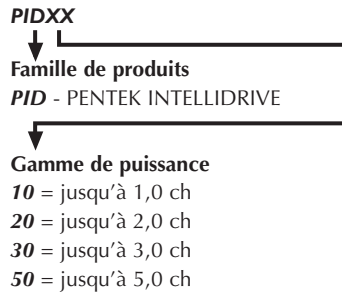 PIDXX
Famille de produits
PID - PENTEK INTELLIDRIVE
Gamme de puissance
10 = jusqu'à 1,0 ch
20 = jusqu'à 2,0 ch
30 = jusqu'à 3,0 ch
50 = jusqu'à 5,0 ch